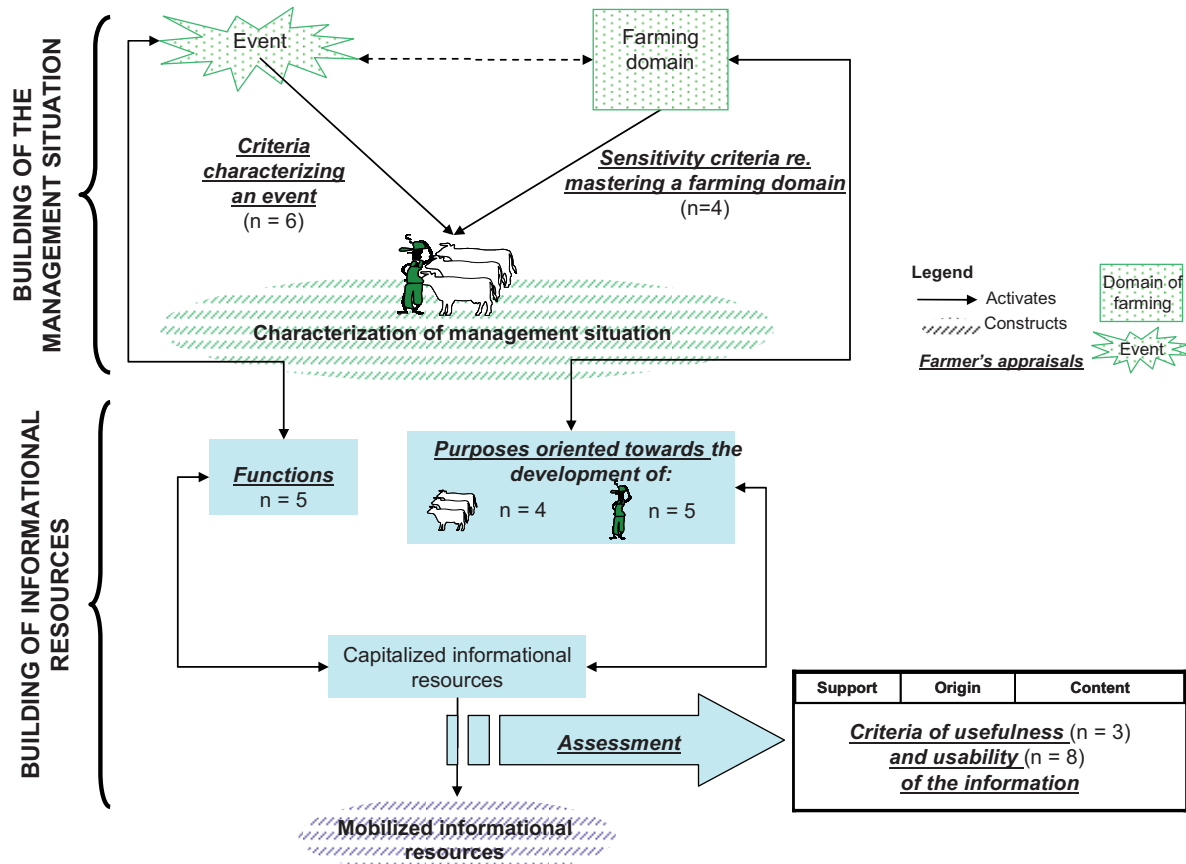 BUILDING OF THE
MANAGEMENT SITUATION
Event
Farming
domain
Criteria
characterizing
an event
(n = 6)
Sensitivity criteria re.
mastering a farming domain
(n=4)
Characterization of management situation
Legend
Activates
Constructs
Farmer's appraisals
Domain of
farming
Event
BUILDING OF INFORMATIONAL
RESOURCES
Functions
n = 5
Purposes oriented towards the
development of:
n = 4
n = 5
Capitalized informational
resources
Assessment
Support Origin Content
Criteria of usefulness (n = 3)
and usability (n = 8)
of the information
Mobilized informational
resources